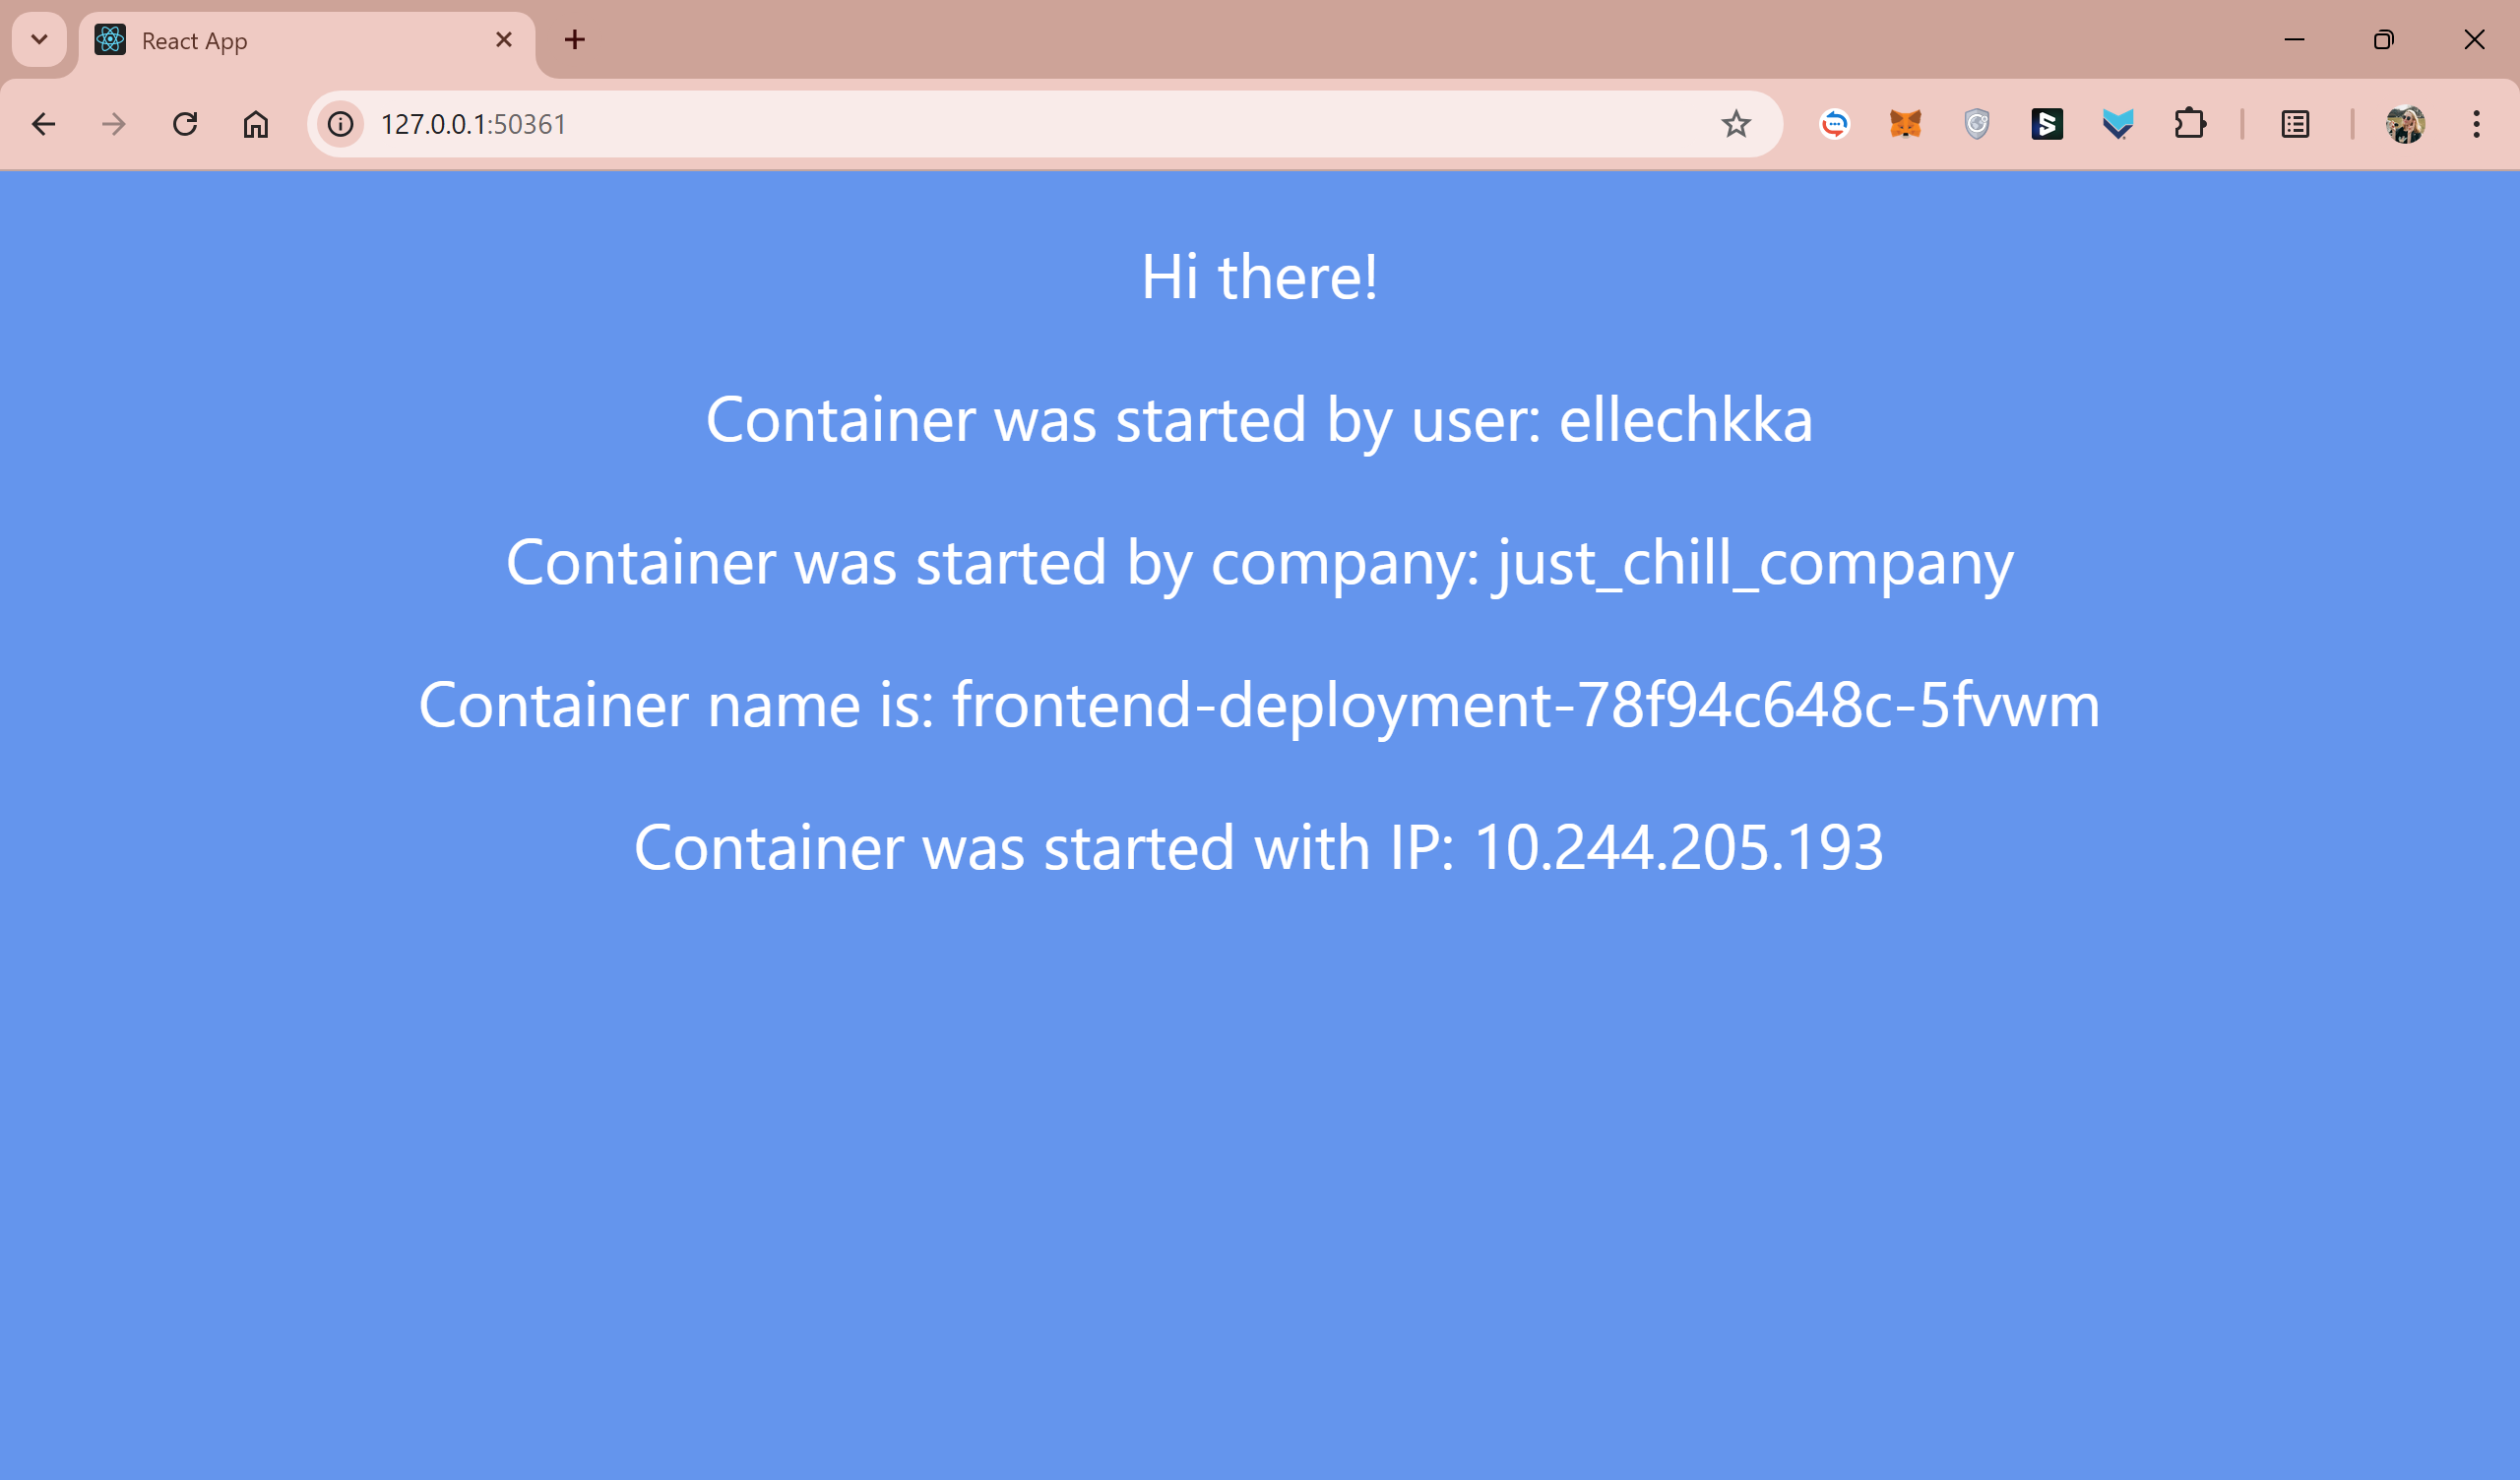 React App
127.0.0.1:50361
Hi there!
Container was started by user: ellechkka
Container was started by company: just_chill_company
Container name is: frontend-deployment-78f94c648c-5fvwm
Container was started with IP: 10.244.205.193